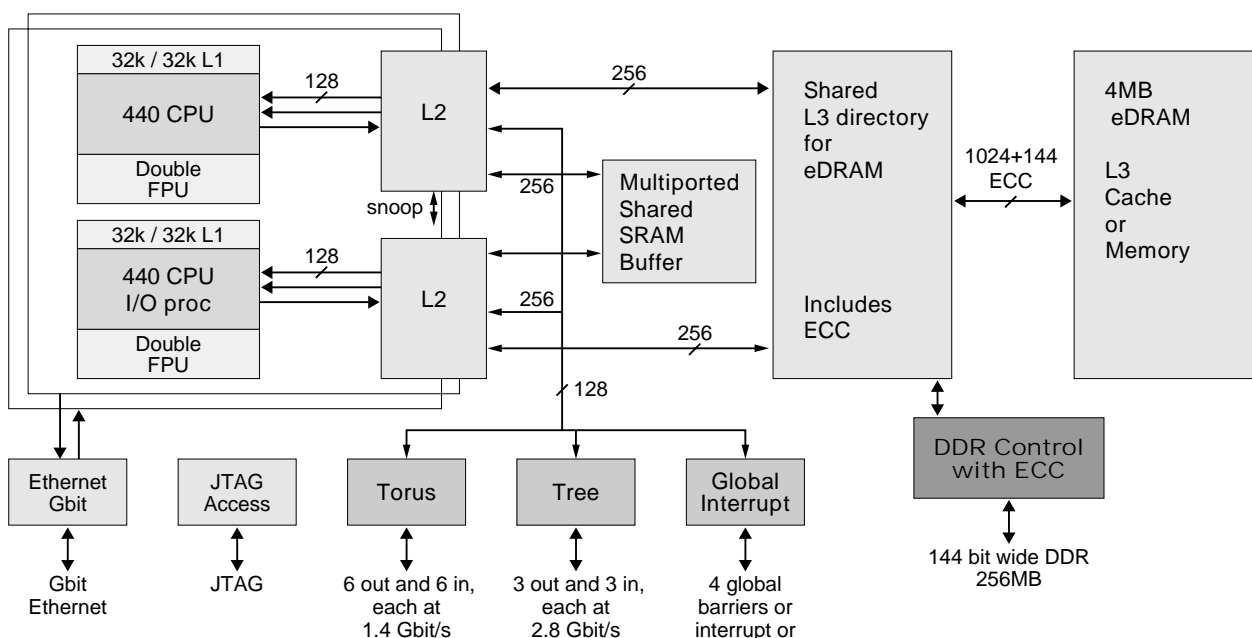 32k / 32k L1
440 CPU
Double
FPU
128
L2
256
Shared
L3 directory
for
eDRAM
Includes
ECC
4MB
eDRAM
L3
Cache
or
Memory
1024+144
ECC
256
Multiported
Shared
SRAM
Buffer
snoop
32k / 32k L1
440 CPU
I/O proc
Double
FPU
128
L2
256
256
128
DDR Control
with ECC
144 bit wide DDR
256MB
Ethernet
Gbit
JTAG
Access
Torus
Tree
Global
Interrupt
Gbit
Ethernet
JTAG
6 out and 6 in,
each at
1.4 Gbit/s
3 out and 3 in,
each at
2.8 Gbit/s
4 global
barriers or
interrupt or